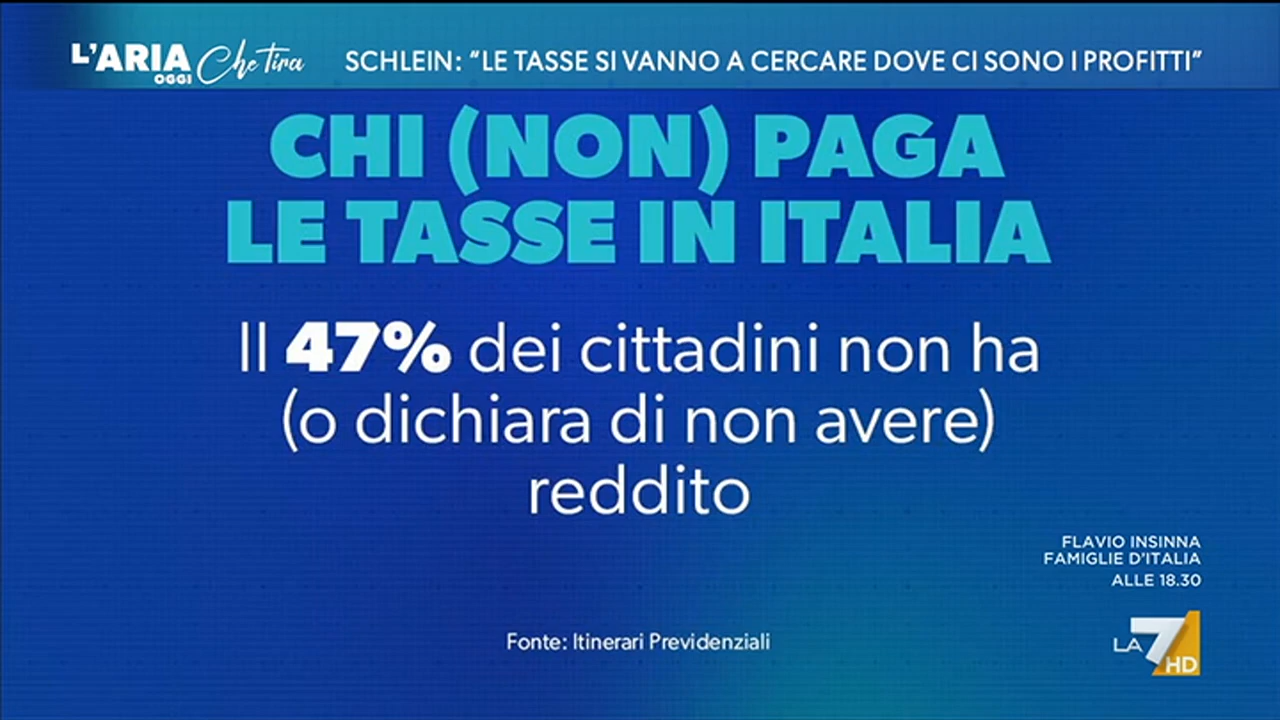 L'ARIA
OGGI
Che tira
SCHLEIN: “LE TASSE SI VANNO A CERCARE DOVE CI SONO I PROFITTI”
CHI (NON) PAGA
LE TASSE IN ITALIA
Il 47% dei cittadini non ha
(o dichiara di non avere)
reddito
FLAVIO INSINNA
FAMIGLIE D'ITALIA
ALLE 18.30
Fonte: Itinerari Previdenziali
LA7
HD